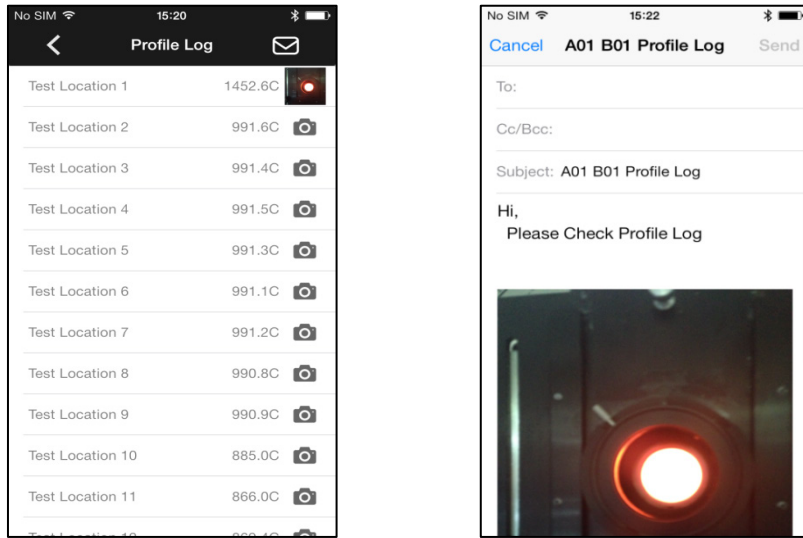 No SIM 15:20
Profile Log
Test Location 1 1452.6C
Test Location 2 991.6C
Test Location 3 991.4C
Test Location 4 991.5C
Test Location 5 991.3C
Test Location 6 991.1C
Test Location 7 991.2C
Test Location 8 990.8C
Test Location 9 990.9C
Test Location 10 885.0C
Test Location 11 866.0C
No SIM 15:22
Cancel A01 B01 Profile Log Send
To:
Cc/Bcc:
Subject: A01 B01 Profile Log
Hi,
Please Check Profile Log